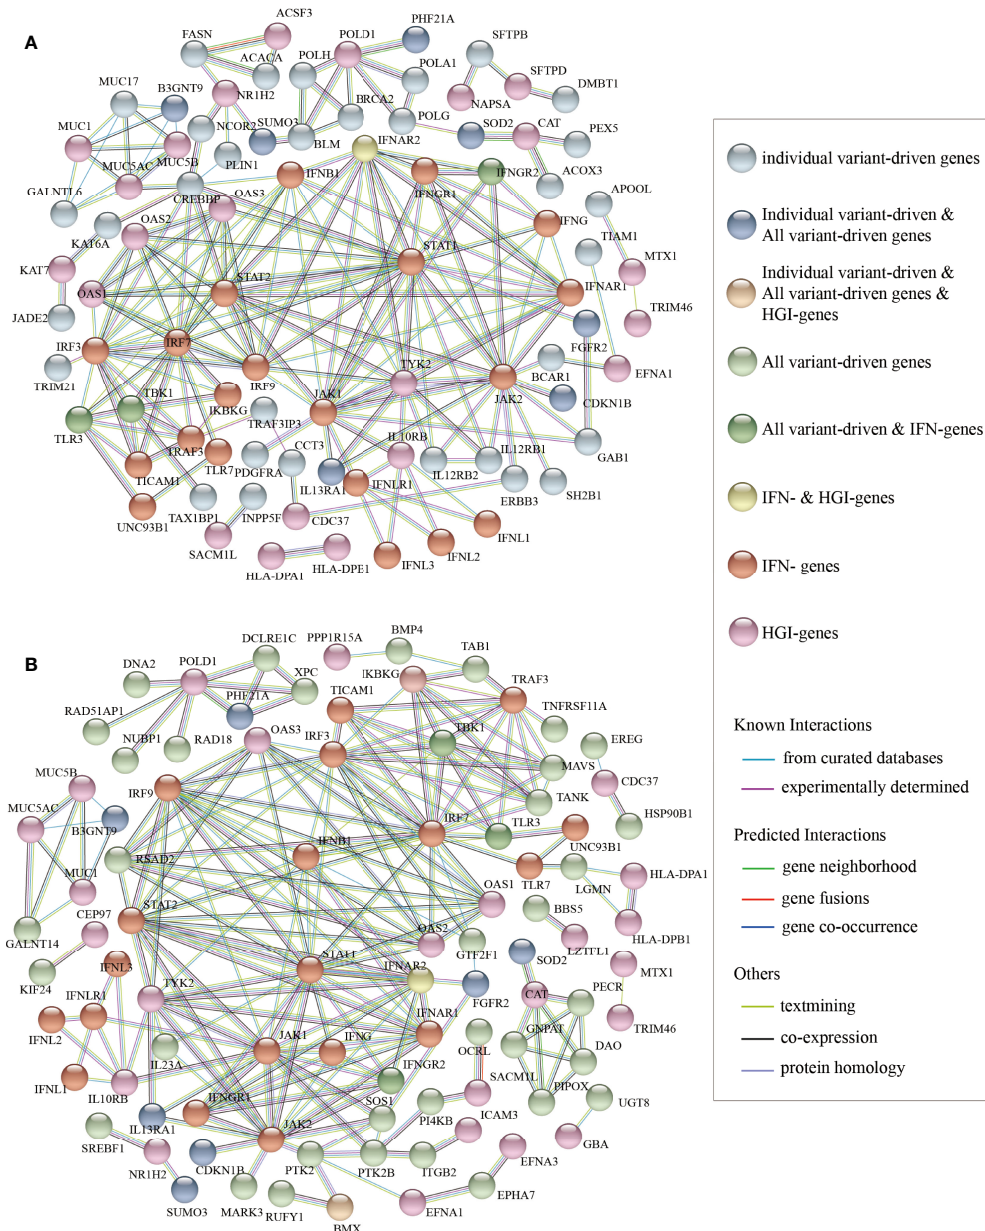 A
ACSF3
FASN
ACACA
POLH
POLD1
PHF21A
SFTPB
MUC17
B3GNT9
POLA1
SFTPD
DMBT1
NR1H2
BRCA2
NAPSA
MUC1
NCOR2
SUMO3
POLG
SOD2
CAT
PEX5
MUC5AC
MUC5B
PLIN1
BLM
IFNAR2
GALNTL6
CREBBP
OAS3
IFNB1
IFNGR1
IFNGR2
ACOX3
APOOL
OAS2
IFNG
TIAM1
KAT6A
STAT1
MTX1
KAT7
OAS1
STAT2
IFNAR1
TRIM46
JADE2
IRF3
IRF7
FGFR2
TRIM21
IRF9
TYK2
BCAR1
EFNA1
TBK1
IKBKG
JAK1
JAK2
CDKN1B
TLR3
TRAF3
TRAF3IP3
IL10RB
TICAM1
TLR7
CCT3
IL12RB1
GAB1
PDGFRA
IL13RA1
IFNLR1
IL12RB2
UNC93B1
TAX1BP1
INPP5F
ERBB3
SH2B1
SACM1L
CDC37
IFNL1
IFNL2
HLA-DPA1
HLA-DPB1
IFNL3
B
DCLRE1C
PPP1R15A
BMP4
DNA2
POLD1
XPC
TAB1
PHF21A
TICAM1
IKBKG
TRAF3
RAD51AP1
NUBP1
RAD18
OAS3
IRF3
TBK1
TNFRSF11A
EREG
MUC5B
MAVS
CDC37
MUC5AC
B3GNT9
IRF9
TANK
HSP90B1
IRF7
TLR3
RSAD2
IFNB1
UNC93B1
MUC1
TLR7
LGMN
HLA-DPA1
CEP97
STAT2
OAS1
BBS5
GALNT14
OAS2
HLA-DPB1
KIF24
IFNL3
STAT1
GTF2F1
LZTFL1
SOD2
IFNAR2
MTX1
IFNLR1
TYK2
FGFR2
CAT
PECR
IFNL2
IFNAR1
GNPAT
TRIM46
JAK1
IFNG
OCRL
DAO
IFNL1
IL23A
IFNGR2
IL10RB
SACM1L
PIPOX
IFNGR1
SOS1
UGT8
IL13RA1
JAK2
PI4KB
ICAM3
SREBF1
GBA
NR1H2
CDKN1B
PTK2
PTK2B
ITGB2
EFNA3
SUMO3
MARK3
RUFY1
BMX
EFNA1
EPHA7
individual variant-driven genes
Individual variant-driven &
All variant-driven genes
Individual variant-driven &
All variant-driven genes &
HGI-genes
All variant-driven genes
All variant-driven & IFN-genes
IFN- & HGI-genes
IFN- genes
HGI-genes
Known Interactions
from curated databases
experimentally determined
Predicted Interactions
gene neighborhood
gene fusions
gene co-occurrence
Others
textmining
co-expression
protein homology